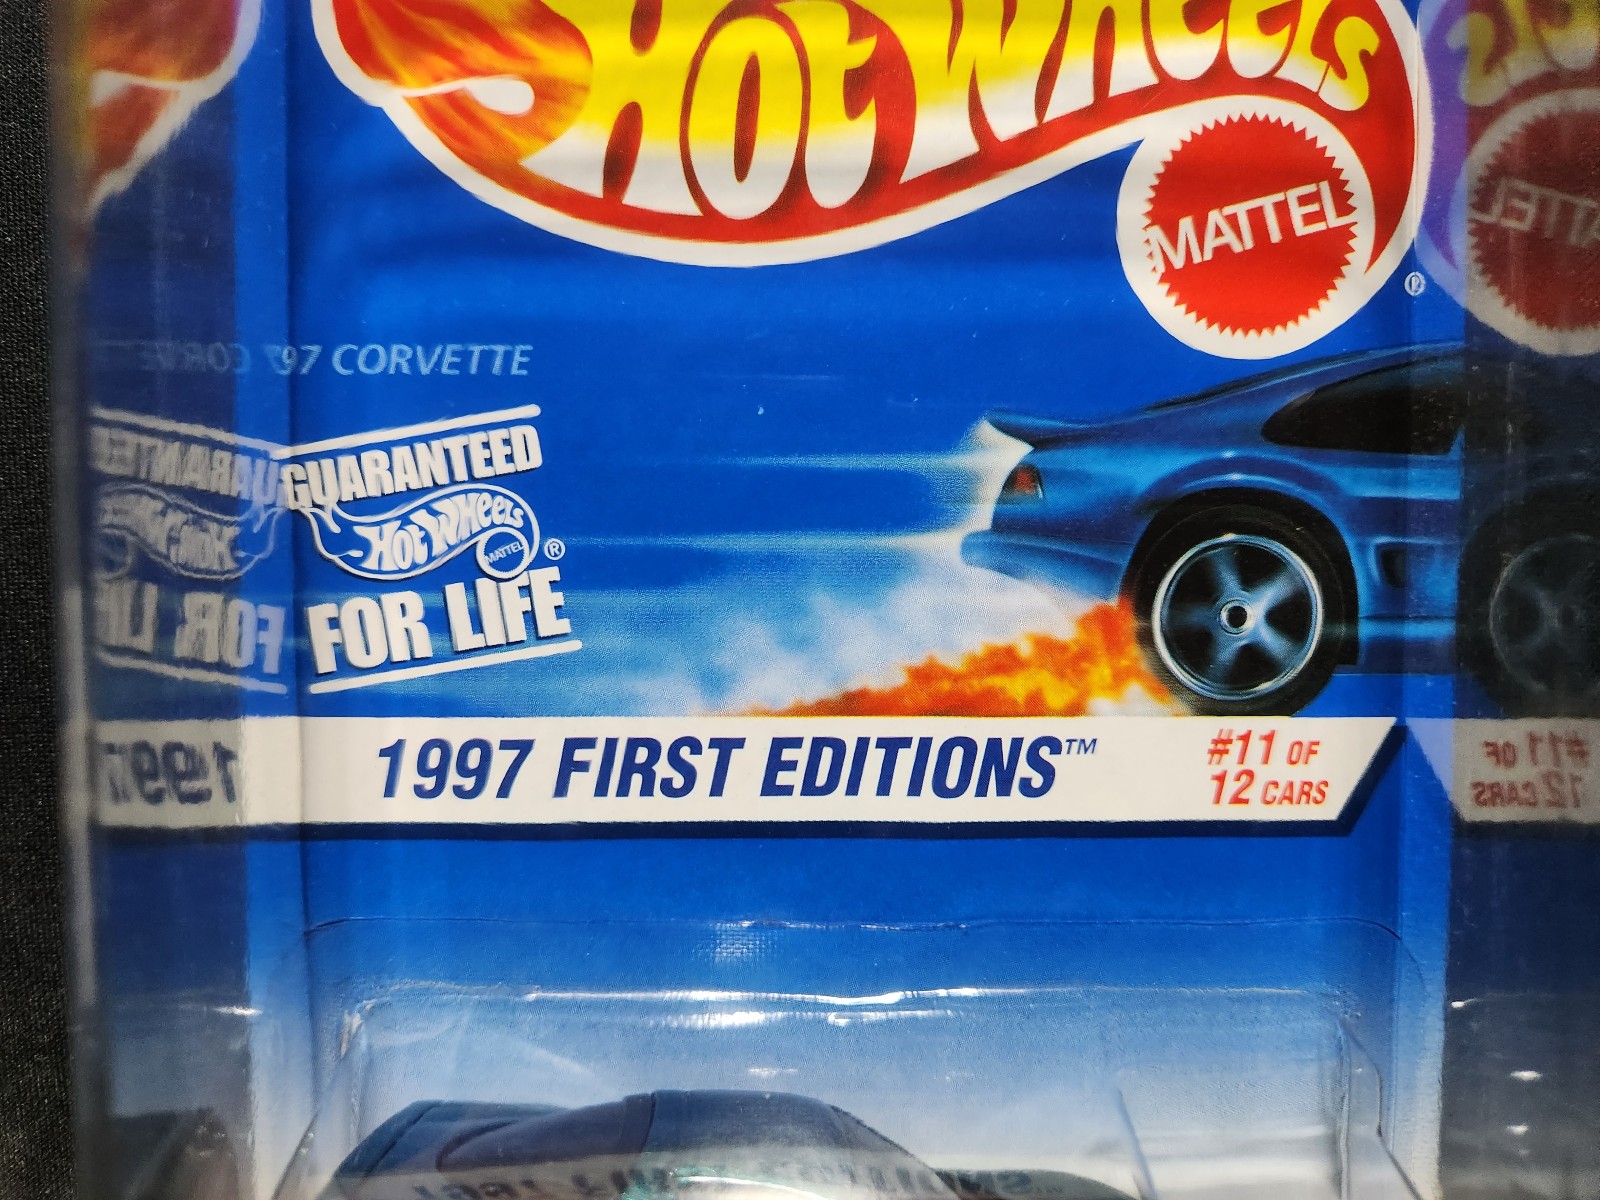 HOT WHEELS
MATTEL
®
'97 CORVETTE
GUARANTEED
HOT WHEELS
MATTEL ®
FOR LIFE
1997 FIRST EDITIONS™
#11 OF
12 CARS